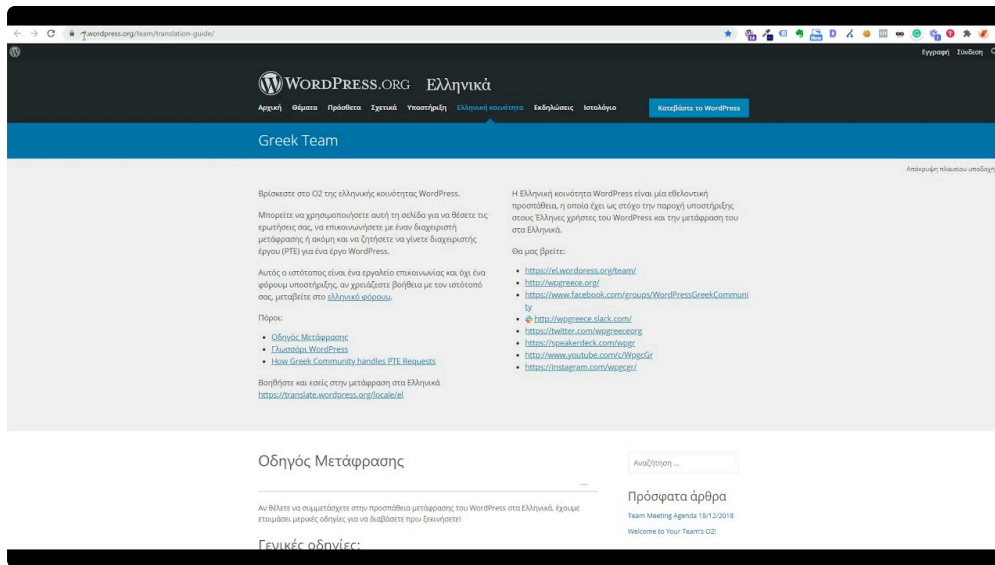 wordpress.org/team/translation-guide/
Εγγραφή Σύνδεση
WORDPRESS.ORG Ελληνικά
Αρχική Θέματα Πρόσθετα Σχετικά Υποστήριξη Ελληνική κοινότητα Εκδηλώσεις Ιστολόγιο Κατεβάστε το WordPress
Greek Team
Απόκρυψη πλαισίου υποδοχή
Βρίσκεστε στο O2 της ελληνικής κοινότητας WordPress.
Μπορείτε να χρησιμοποιήσετε αυτή τη σελίδα για να θέσετε τις
ερωτήσεις σας, να επικοινωνήσετε με έναν διαχειριστή
μετάφρασης ή ακόμη και να ζητήσετε να γίνετε διαχειριστής
έργου (PTE) για ένα έργο WordPress.
Αυτός ο ιστότοπος είναι ένα εργαλείο επικοινωνίας και όχι ένα
φόρουμ υποστήριξης, αν χρειάζεστε βοήθεια με τον ιστότοπό
σας, μεταβείτε στο ελληνικό φόρουμ.
Πόροι:
Οδηγός Μετάφρασης
Γλωσσάρι WordPress
How Greek Community handles PTE Requests
Βοηθήστε και εσείς στην μετάφραση στα Ελληνικά
https://translate.wordpress.org/locale/el
Η Ελληνική κοινότητα WordPress είναι μία εθελοντική
προσπάθεια, η οποία έχει ως στόχο την παροχή υποστήριξης
στους Έλληνες χρήστες του WordPress και την μετάφραση του
στα Ελληνικά.
Θα μας βρείτε:
https://el.wordpress.org/team/
http://wpgreece.org/
https://www.facebook.com/groups/WordPressGreekCommuni
ty
http://wpgreece.slack.com/
https://twitter.com/wpgreeceorg
https://speakerdeck.com/wpgr
http://www.youtube.com/c/WpgcGr
https://instagram.com/wpgcgr/
Οδηγός Μετάφρασης
Αν θέλετε να συμμετάσχετε στην προσπάθεια μετάφρασης του WordPress στα Ελληνικά, έχουμε
ετοιμάσει μερικές οδηγίες για να διαβάσετε πριν ξεκινήσετε!
Γενικές οδηγίες:
Αναζήτηση ...
Πρόσφατα άρθρα
Team Meeting Agenda 18/12/2018
Welcome to Your Team's O2!